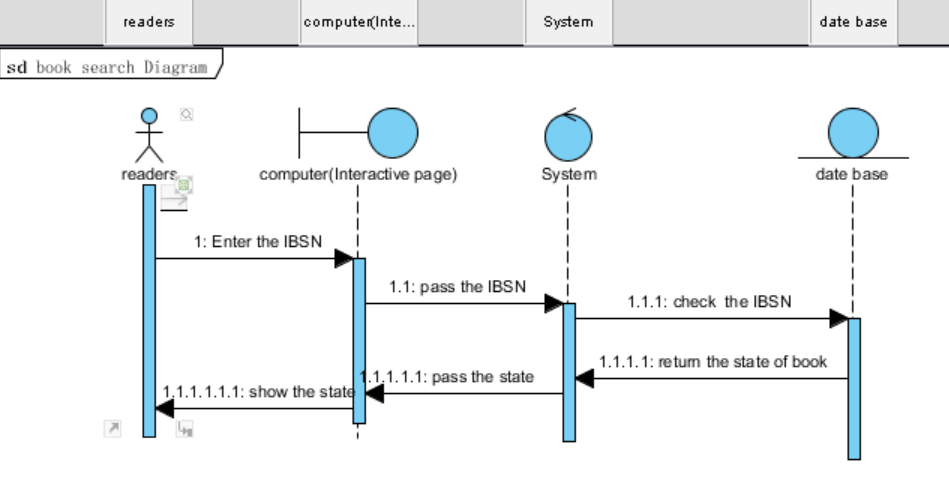 readers
computer(Inte...
System
date base
sd book search Diagram
readers
computer(Interactive page)
System
date base
1: Enter the IBSN
1.1: pass the IBSN
1.1.1: check the IBSN
1.1.1.1: return the state of book
1.1.1.1.1: pass the state
1.1.1.1.1.1: show the state